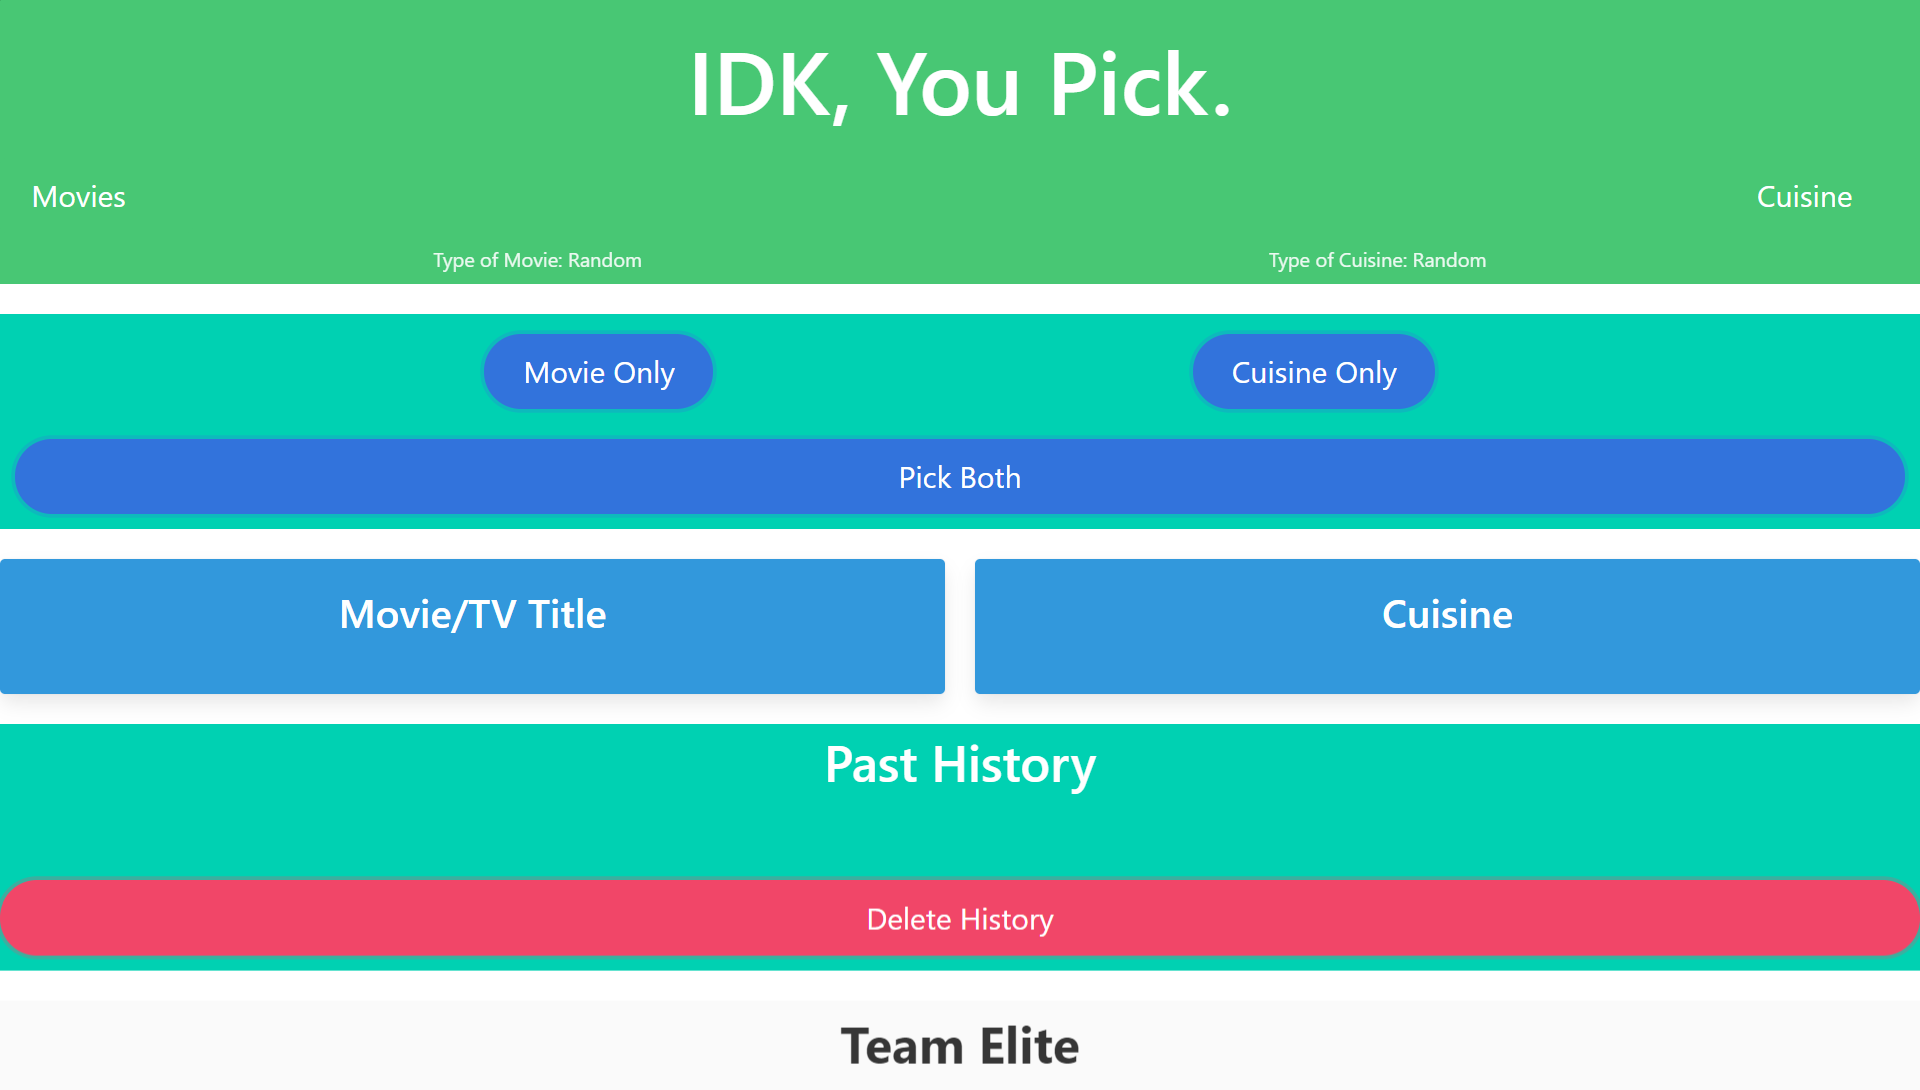 IDK, You Pick.
Movies
Cuisine
Type of Movie: Random
Type of Cuisine: Random
Movie Only
Cuisine Only
Pick Both
Movie/TV Title
Cuisine
Past History
Delete History
Team Elite